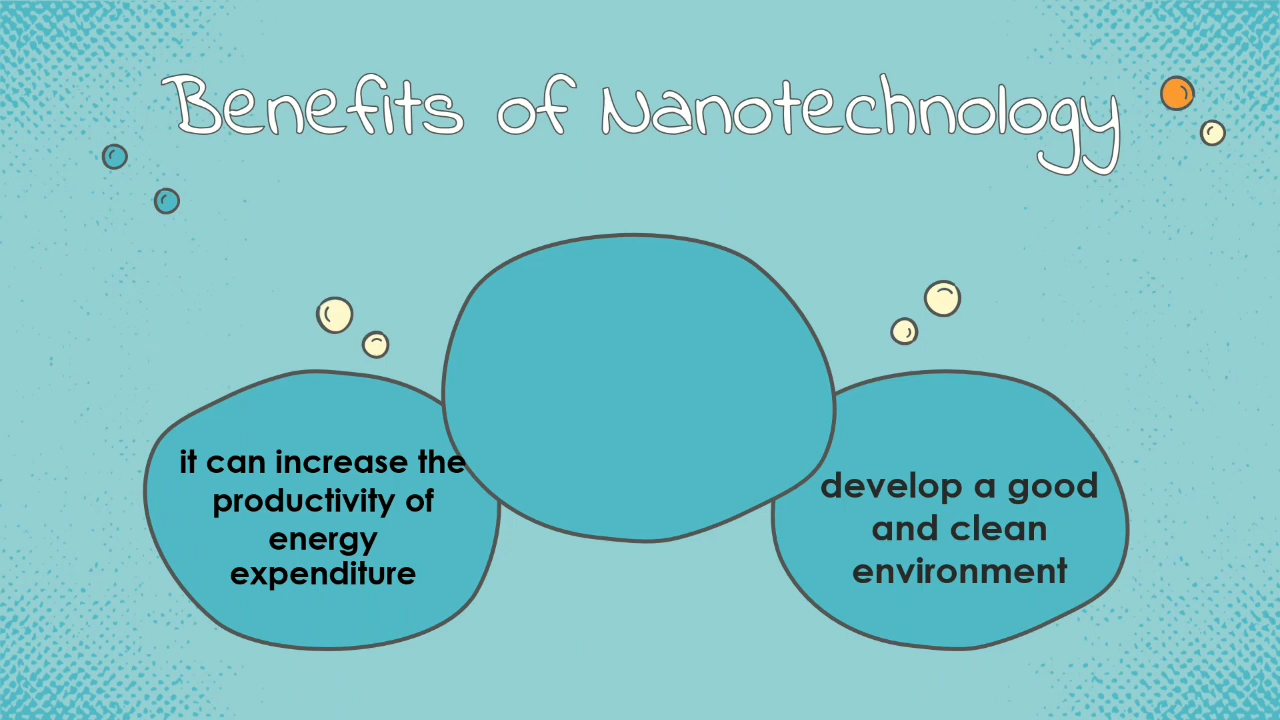 Benefits of Nanotechnology
it can increase the
productivity of
energy
expenditure
develop a good
and clean
environment